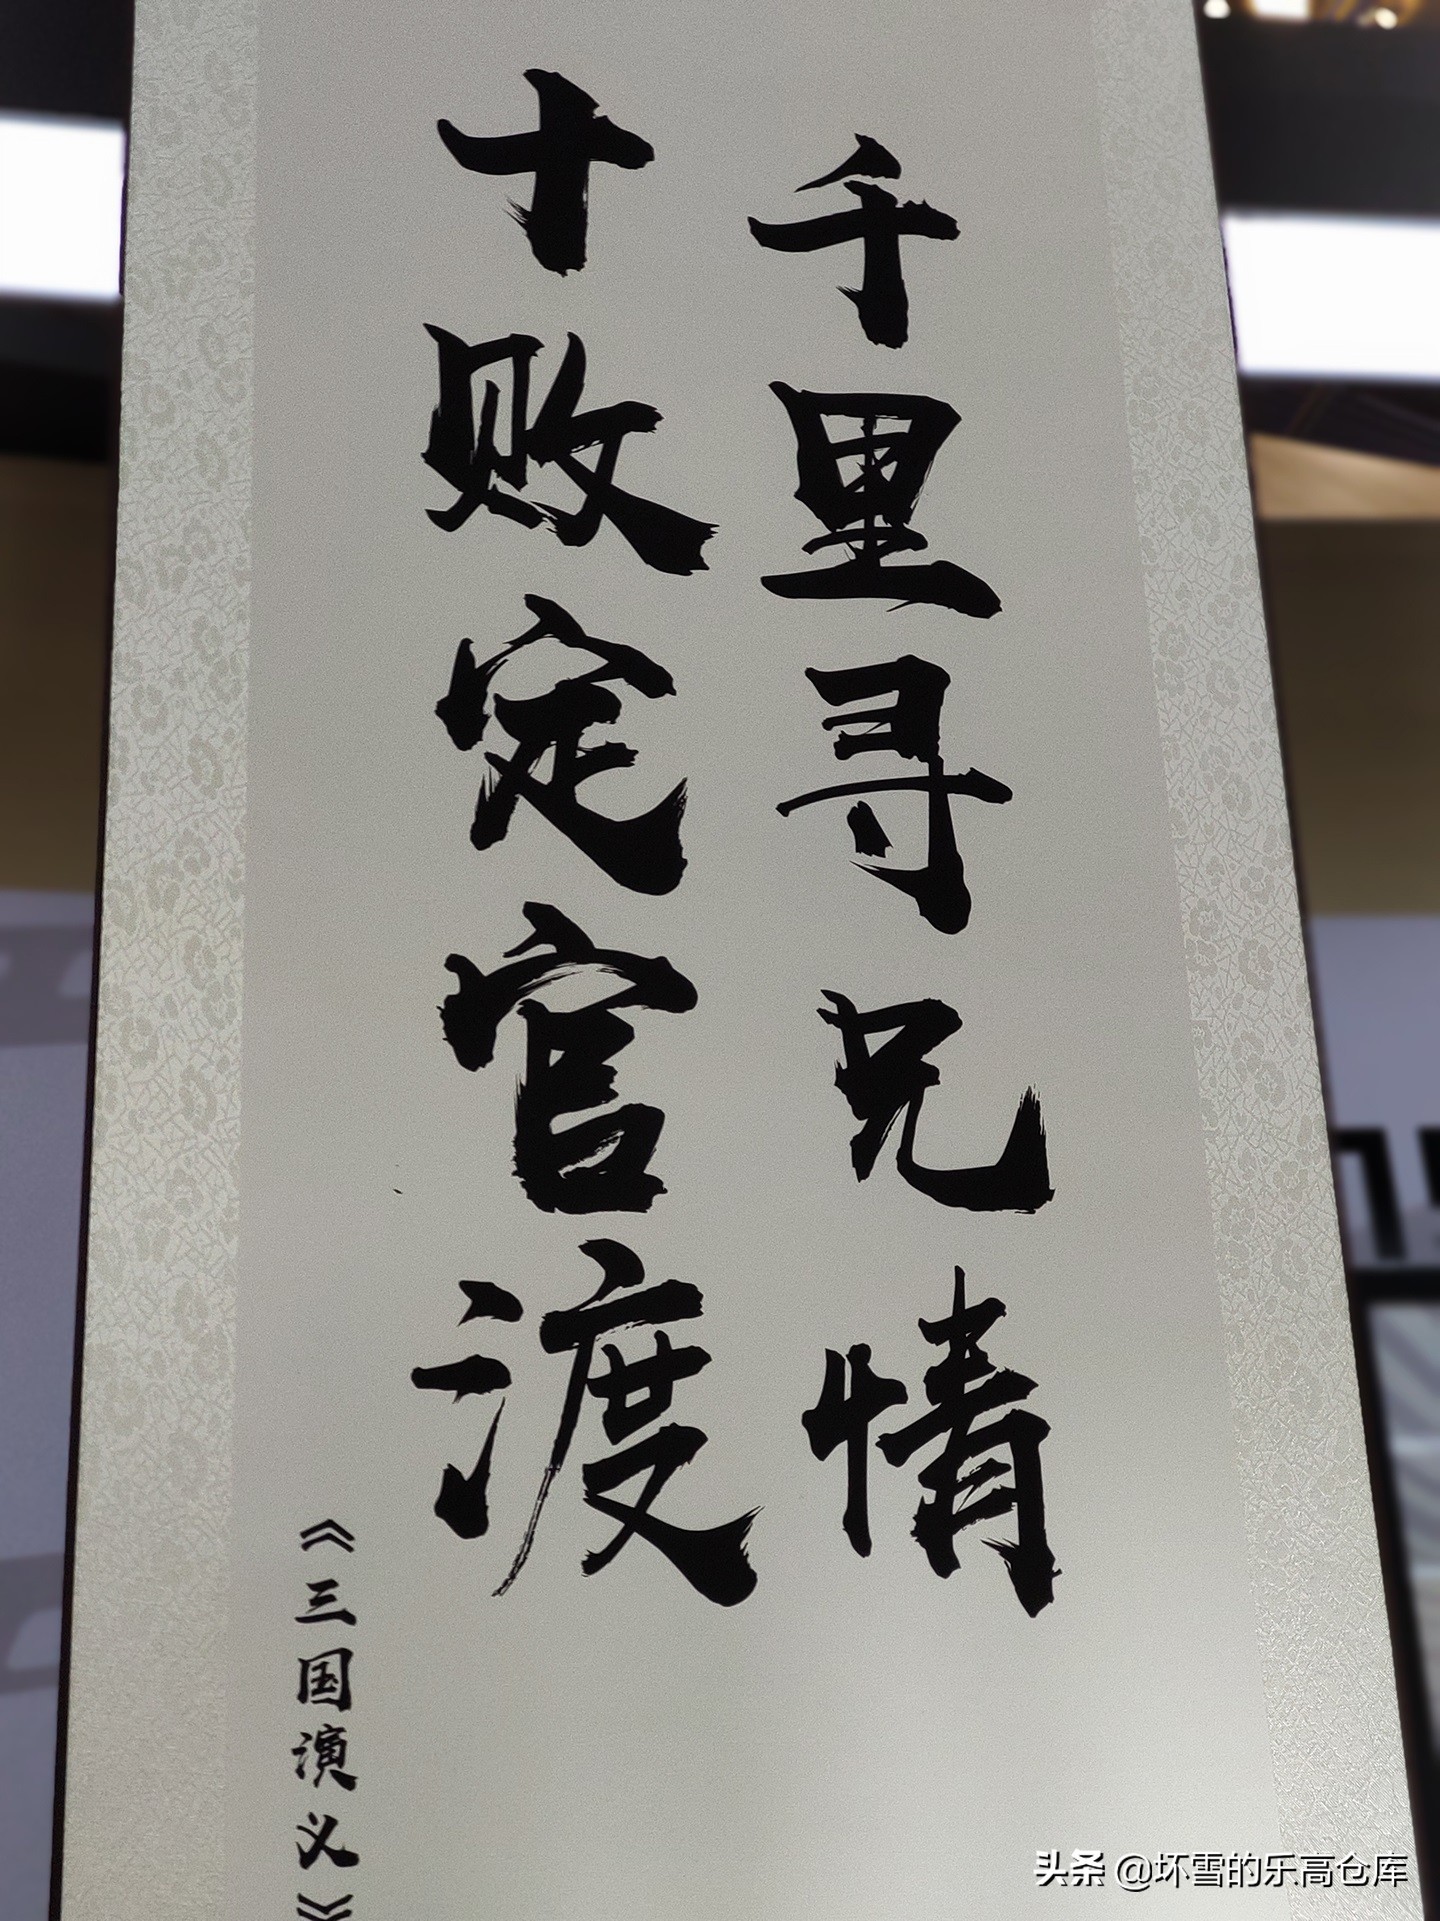 千里寻兄情
十败定官渡
《三国演义》
头条 @坏雪的乐高仓库